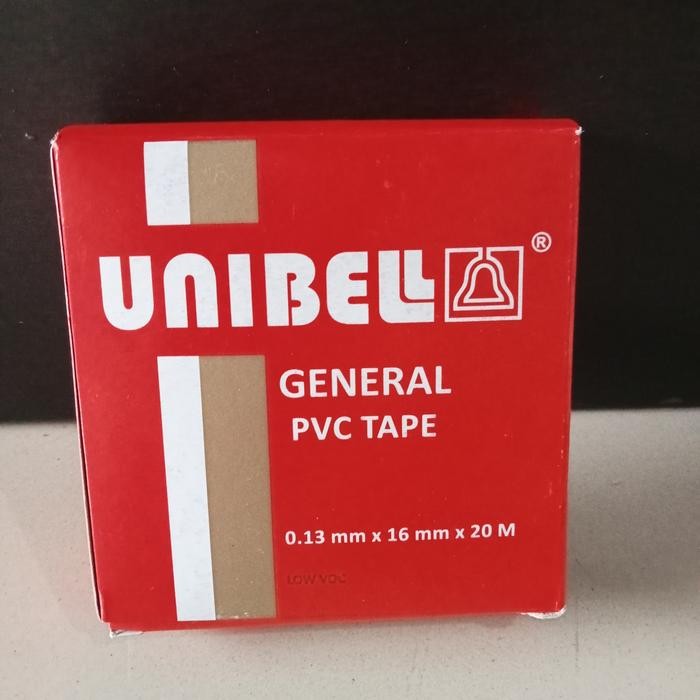 UNIBELL ®
GENERAL
PVC TAPE
0.13 mm x 16 mm x 20 M
LOW VOC